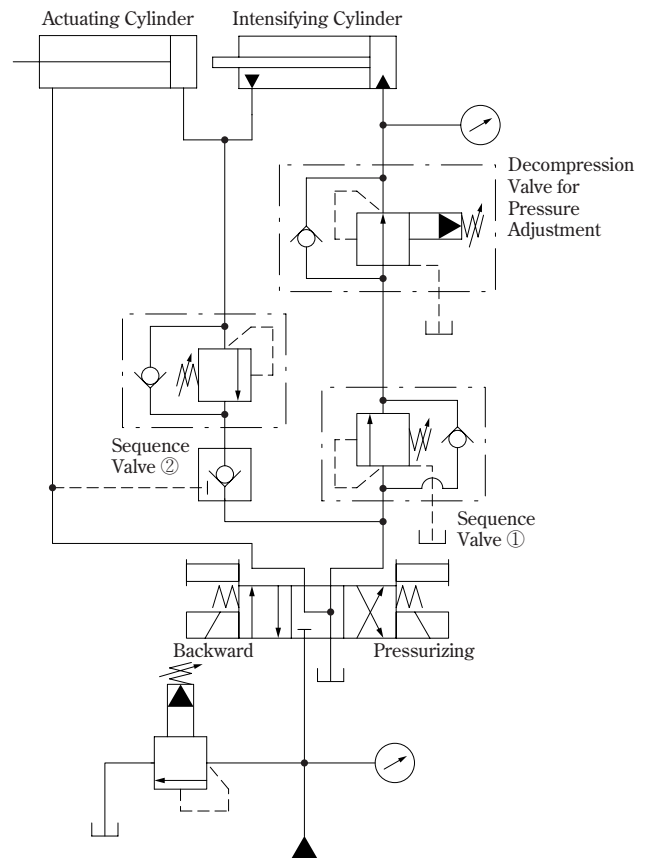 Actuating Cylinder
Intensifying Cylinder
Decompression
Valve for
Pressure
Adjustment
Sequence
Valve ②
Sequence
Valve ①
Backward
Pressurizing